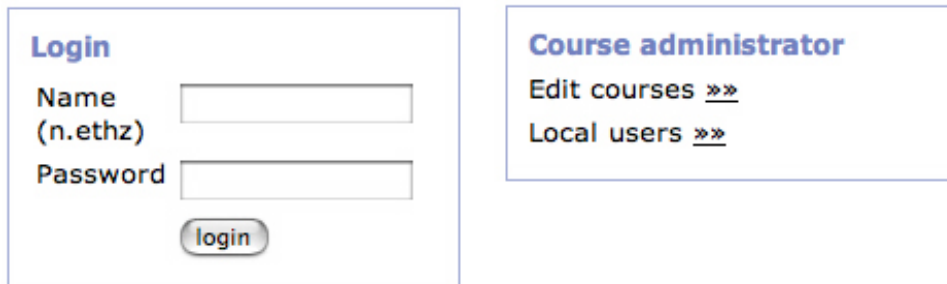 Login
Name
(n.ethz)
Password
login
Course administrator
Edit courses »»
Local users »»